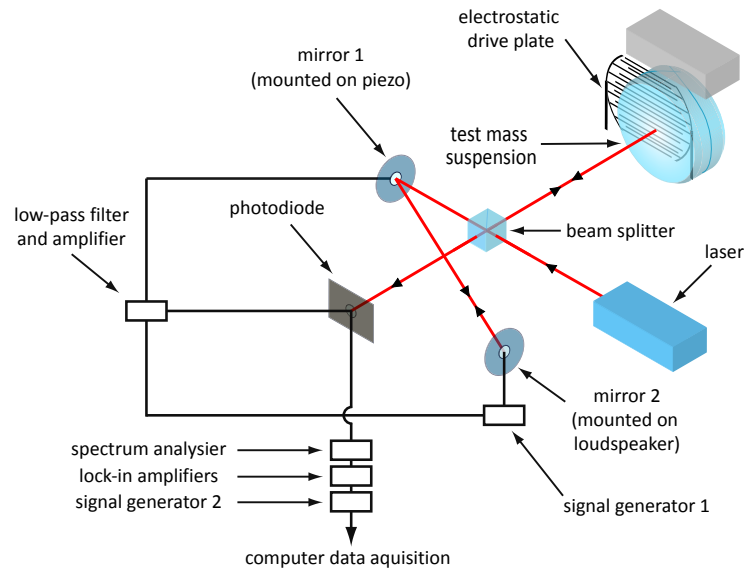 electrostatic
drive plate
mirror 1
(mounted on piezo)
test mass
suspension
photodiode
low-pass filter
and amplifier
beam splitter
laser
mirror 2
(mounted on
loudspeaker)
spectrum analysier
lock-in amplifiers
signal generator 2
signal generator 1
computer data aquisition